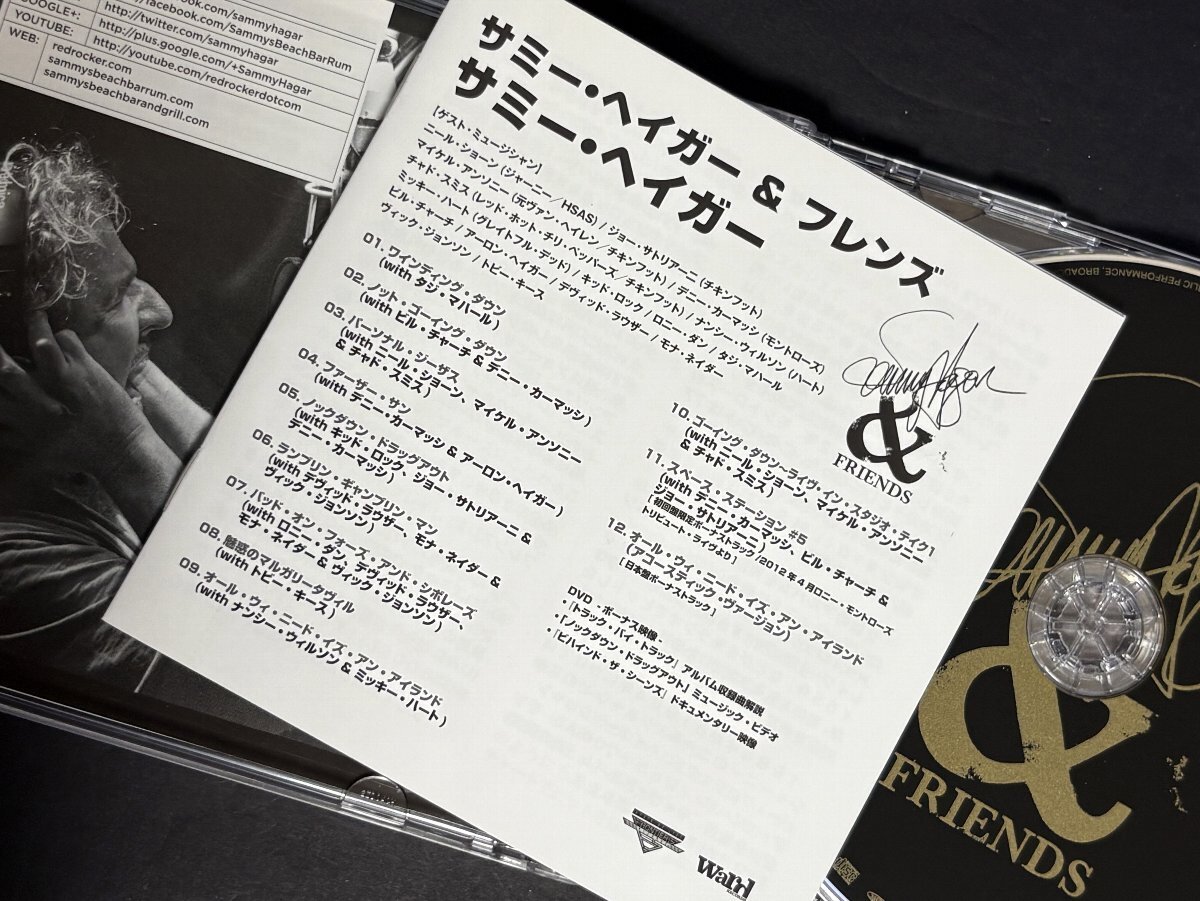 facebook.com/sammyhagar
http://twitter.com/SammysBeachBarRum
GOOGLE+: http://plus.google.com/+SammyHagar
YOUTUBE: http://youtube.com/redrockerdotcom
WEB: redrocker.com
sammysbeachbarrum.com
sammysbeachbarandgrill.com
サミー・ヘイガー & フレンズ
サミー・ヘイガー
[ゲスト・ミュージシャン]
ニール・ショーン (ジャーニー/HSAS) / ジョー・サトリアーニ (チキンフット)
マイケル・アンソニー (元ヴァン・ヘイレン/チキンフット) / デニー・カーマッシ (モントローズ)
チャド・スミス (レッド・ホット・チリ・ペッパーズ/チキンフット) / ナンシー・ウィルソン (ハート)
ミッキー・ハート (グレイトフル・デッド) / キッド・ロック / ロニー・ダン / タジ・マハール
ビル・チャーチ / アーロン・ヘイガー / デヴィッド・ラウザー / モナ・ネイダー
ヴィック・ジョンソン / トビー・キース
01. ワインディング・ダウン
(with タジ・マハール)
02. ノット・ゴーイング・ダウン
(with ビル・チャーチ & デニー・カーマッシ)
03. パーソナル・ジーザス
(with ニール・ショーン、マイケル・アンソニー
& チャド・スミス)
04. ファーザー・サン
(with デニー・カーマッシ & アーロン・ヘイガー)
05. ノックダウン・ドラッグアウト
(with キッド・ロック、ジョー・サトリアーニ &
デニー・カーマッシ)
06. ランブリン・ギャンブリン・マン
(with デヴィッド・ラウザー、モナ・ネイダー &
ヴィック・ジョンソン)
07. バッド・オン・フォーズ・アンド・シボレーズ
(with ロニー・ダン、デヴィッド・ラウザー、
モナ・ネイダー & ヴィック・ジョンソン)
08. 魅惑のマルガリータヴィル
(with トビー・キース)
09. オール・ウィ・ニード・イズ・アン・アイランド
(with ナンシー・ウィルソン & ミッキー・ハート)
Sammy Hagar
&
FRIENDS
10. ゴーイング・ダウン~ライヴ・イン・スタジオ・テイク1
(with ニール・ショーン、マイケル・アンソニー
& チャド・スミス)
11. スペース・ステーション #5
(with デニー・カーマッシ、ビル・チャーチ &
ジョー・サトリアーニ)
[初回盤限定ボーナストラック/2012年4月ロニー・モントローズ
トリビュート・ライヴより]
12. オール・ウィ・ニード・イズ・アン・アイランド
(アコースティック・ヴァージョン)
[日本盤ボーナストラック]
DVD - ボーナス映像 -
・『トラック・バイ・トラック』 アルバム収録曲解説
・『ノックダウン・ドラッグアウト』 ミュージック・ビデオ
・『ビハインド・ザ・シーンズ』 ドキュメンタリー映像
Ward
LIC PERFORMANCE, BROAD
&
FRIENDS